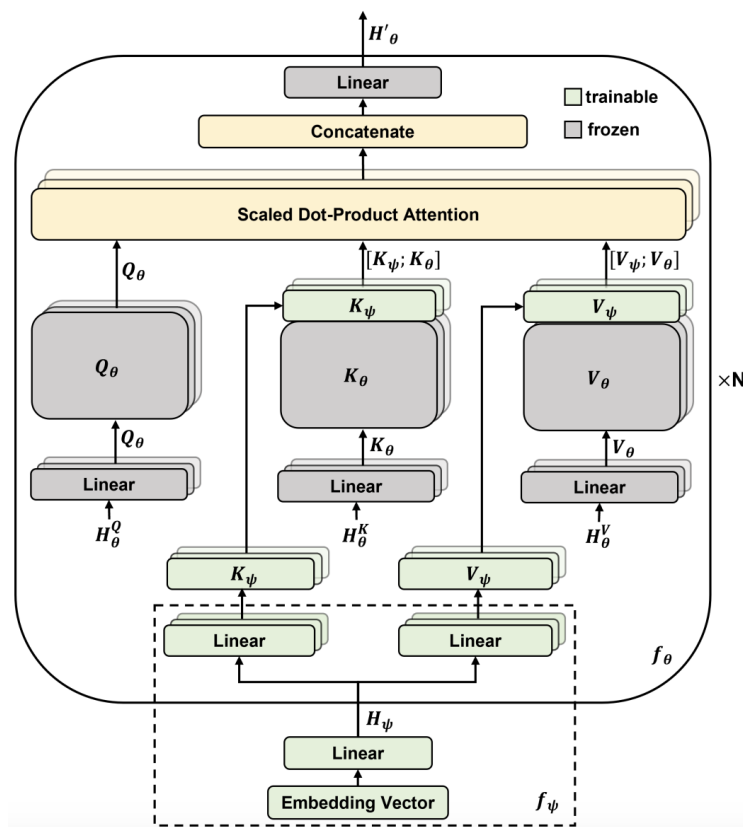 H'θ
Linear
trainable
Concatenate
frozen
Scaled Dot-Product Attention
Qθ
[Kψ; Kθ]
[Vψ; Vθ]
Kψ
Vψ
Qθ
Kθ
Vθ
×N
Qθ
Kθ
Vθ
Linear
Linear
Linear
H^Q_θ
H^K_θ
H^V_θ
Kψ
Vψ
Linear
Linear
fθ
Hψ
Linear
Embedding Vector
fψ